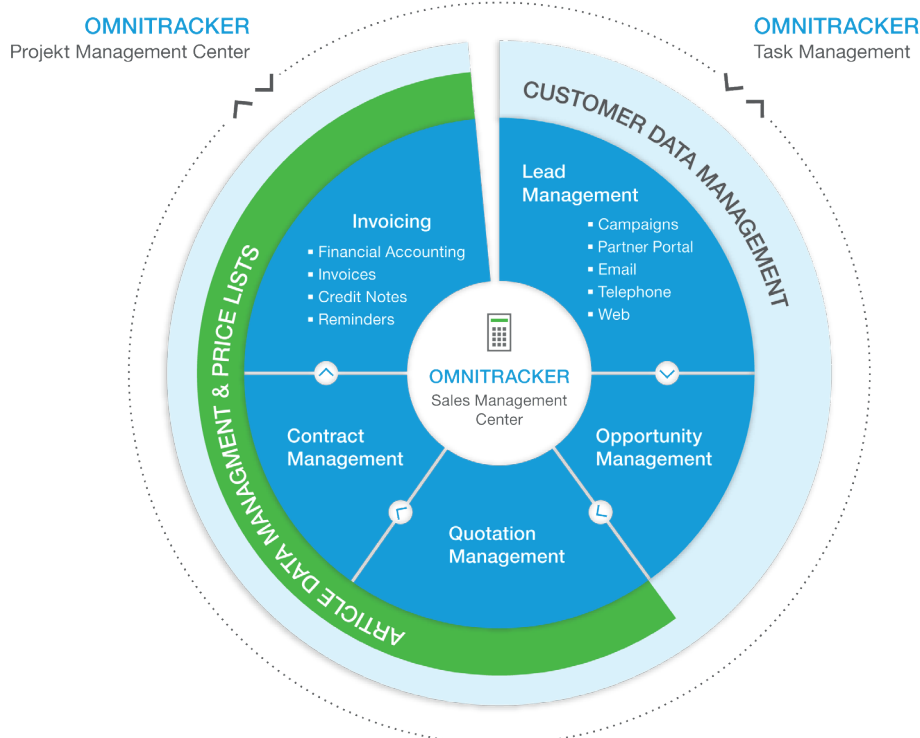 OMNITRACKER
Projekt Management Center
OMNITRACKER
Task Management
CUSTOMER DATA MANAGEMENT
Lead
Management
▪ Campaigns
▪ Partner Portal
▪ Email
▪ Telephone
▪ Web
Invoicing
▪ Financial Accounting
▪ Invoices
▪ Credit Notes
▪ Reminders
ARTICLE DATA MANAGMENT & PRICE LISTS
OMNITRACKER
Sales Management
Center
Contract
Management
Opportunity
Management
Quotation
Management